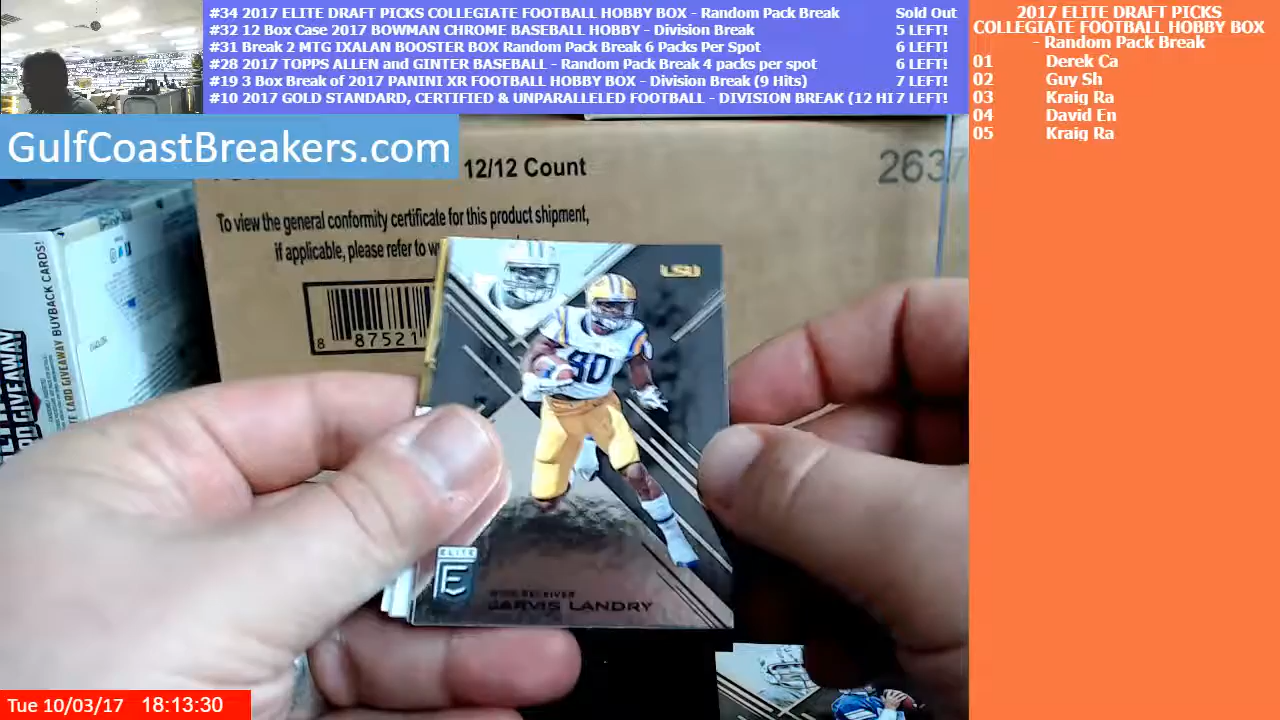 #34 2017 ELITE DRAFT PICKS COLLEGIATE FOOTBALL HOBBY BOX - Random Pack Break Sold Out
#32 12 Box Case 2017 BOWMAN CHROME BASEBALL HOBBY - Division Break 5 LEFT!
#31 Break 2 MTG IXALAN BOOSTER BOX Random Pack Break 6 Packs Per Spot 6 LEFT!
#28 2017 TOPPS ALLEN and GINTER BASEBALL - Random Pack Break 4 packs per spot 6 LEFT!
#19 3 Box Break of 2017 PANINI XR FOOTBALL HOBBY BOX - Division Break (9 Hits) 7 LEFT!
#10 2017 GOLD STANDARD, CERTIFIED & UNPARALLELED FOOTBALL - DIVISION BREAK (12 HI 7 LEFT!
2017 ELITE DRAFT PICKS
COLLEGIATE FOOTBALL HOBBY BOX
- Random Pack Break
01 Derek Ca
02 Guy Sh
03 Kraig Ra
04 David En
05 Kraig Ra
GulfCoastBreakers.com
12/12 Count
2637
To view the general conformity certificate for this product shipment,
if applicable, please refer to
8 87521
CARD GIVEAWAY BUYBACK CARDS!
GIVEAWAY
LSU
80
ELITE
E
WIDE RECEIVER
JARVIS LANDRY
Tue 10/03/17 18:13:30